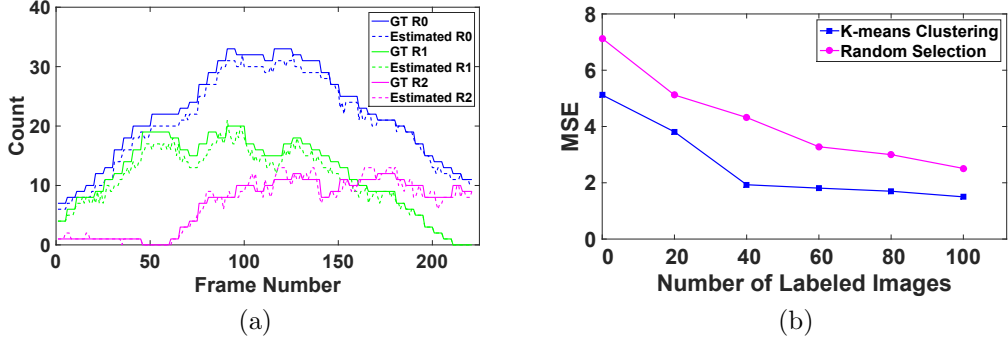 40
30
20
10
0
0
50
100
150
200
Count
Frame Number
GT R0
Estimated R0
GT R1
Estimated R1
GT R2
Estimated R2
(a)
8
6
4
2
0
0
20
40
60
80
100
MSE
Number of Labeled Images
K-means Clustering
Random Selection
(b)